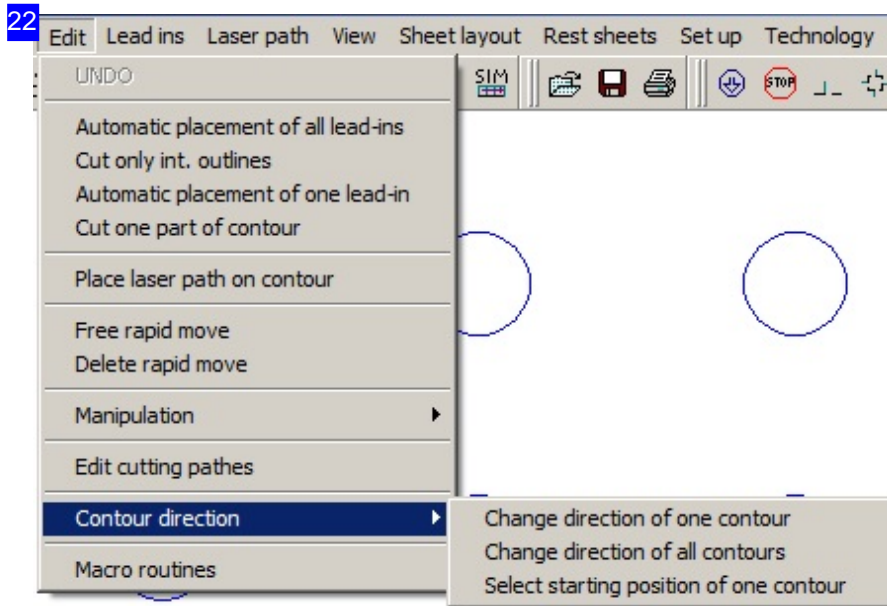 22
Edit Lead ins Laser path View Sheet layout Rest sheets Set up Technology
UNDO
SIM
STOP
Automatic placement of all lead-ins
Cut only int. outlines
Automatic placement of one lead-in
Cut one part of contour
Place laser path on contour
Free rapid move
Delete rapid move
Manipulation
Edit cutting pathes
Contour direction
Change direction of one contour
Change direction of all contours
Select starting position of one contour
Macro routines